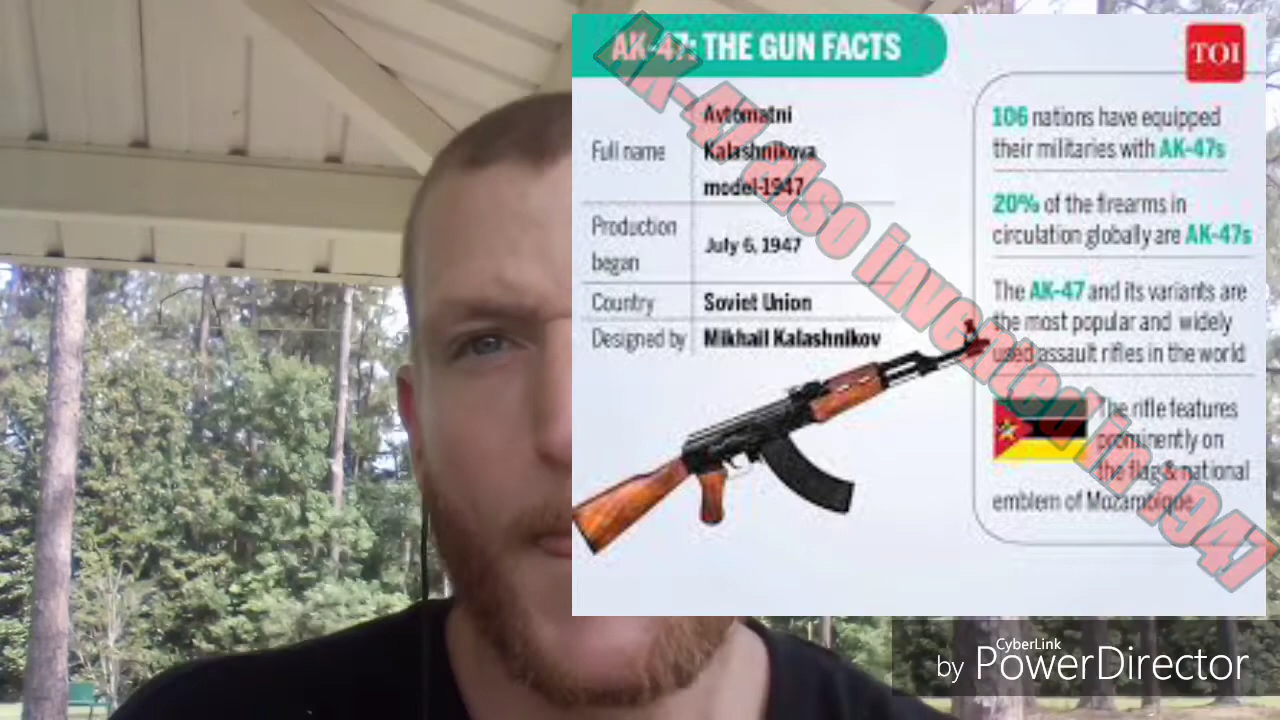 AK-47: THE GUN FACTS
TOI
Full name
Avtomatni
Kalashnikova
model-1947
Production
began
July 6, 1947
Country
Soviet Union
Designed by
Mikhail Kalashnikov
106 nations have equipped
their militaries with AK-47s
20% of the firearms in
circulation globally are AK-47s
The AK-47 and its variants are
the most popular and widely
used assault rifles in the world
The rifle features
prominently on
the flag & national
emblem of Mozambique
AK-47 also invented in 1947
CyberLink
by PowerDirector